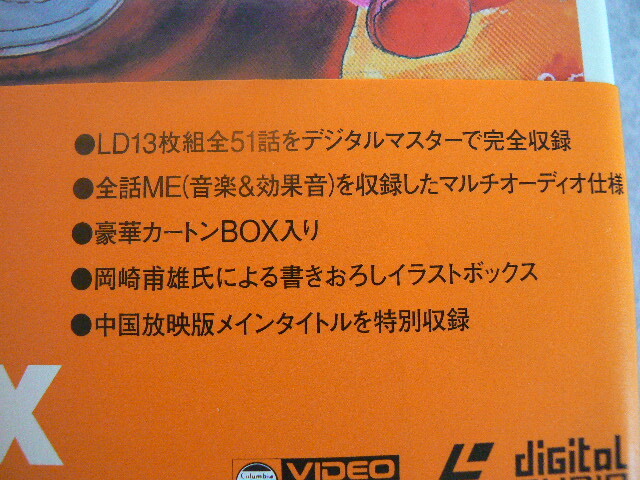 ●LD13枚組全51話をデジタルマスターで完全収録
●全話ME(音楽&効果音)を収録したマルチオーディオ仕様
●豪華カートンBOX入り
●岡崎甫雄氏による書きおろしイラストボックス
●中国放映版メインタイトルを特別収録
X
Columbia VIDEO digital